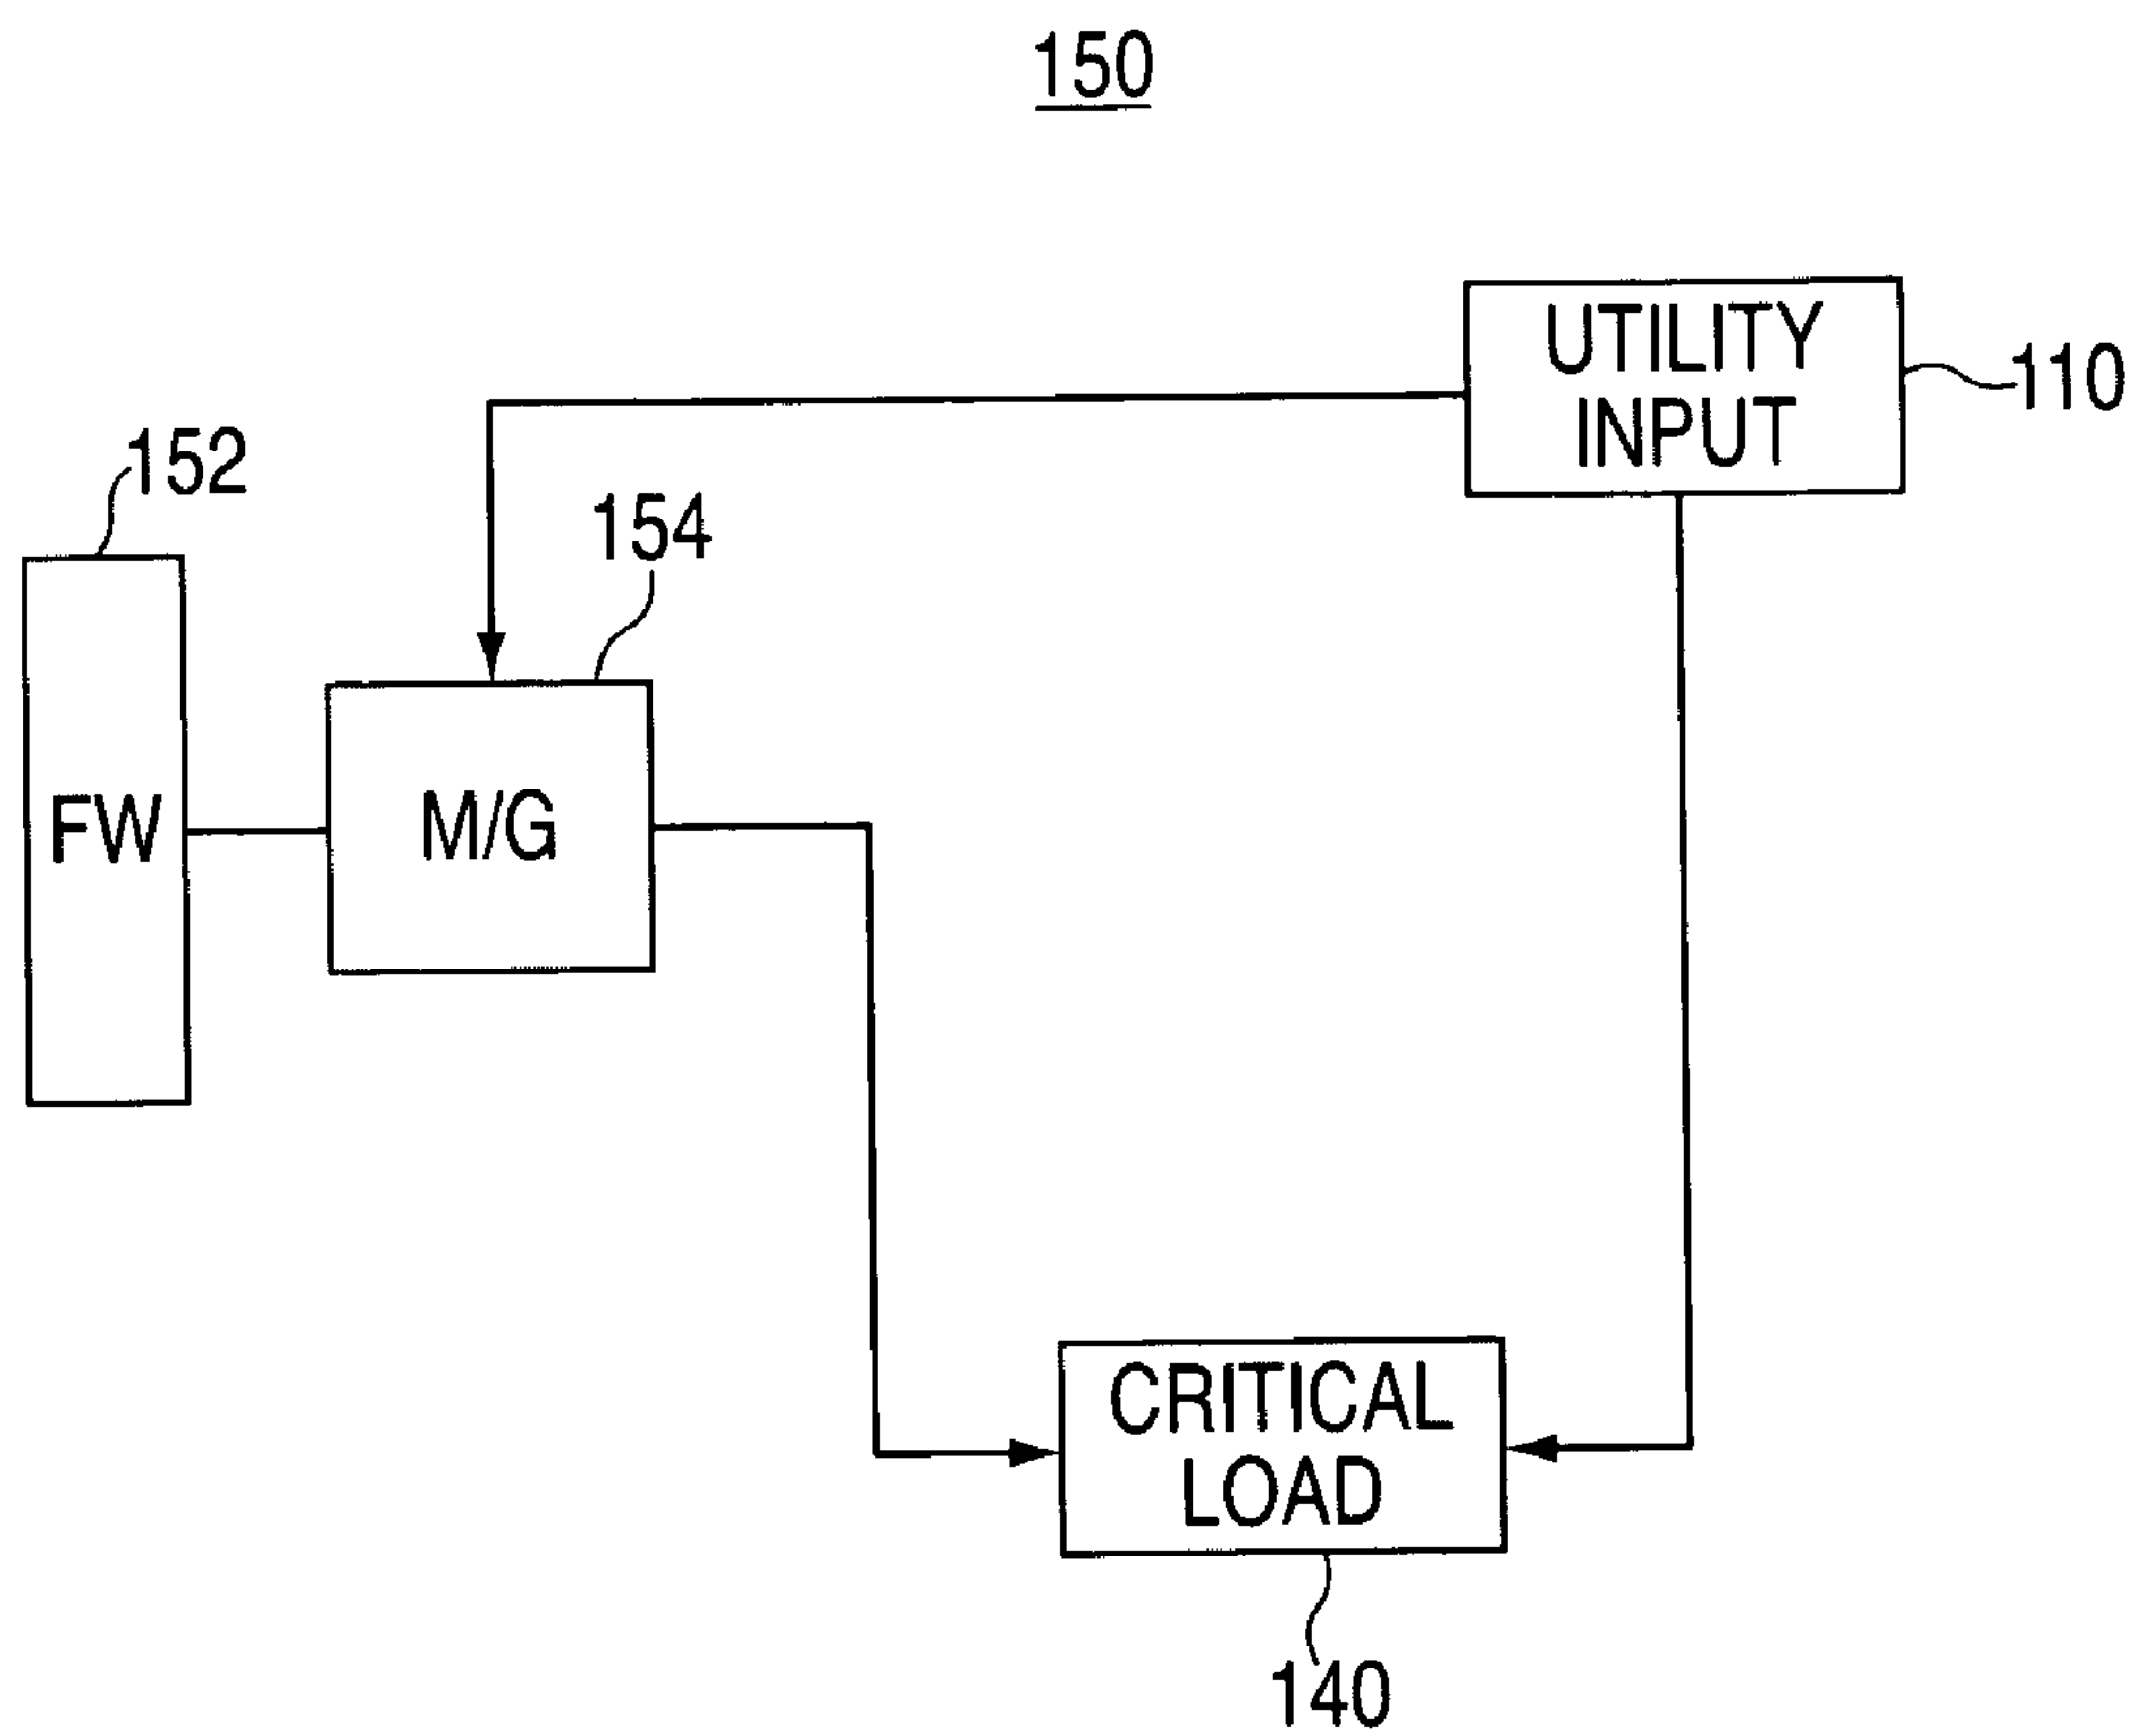 150
UTILITY
INPUT
110
152
154
FW
M/G
CRITICAL
LOAD
140